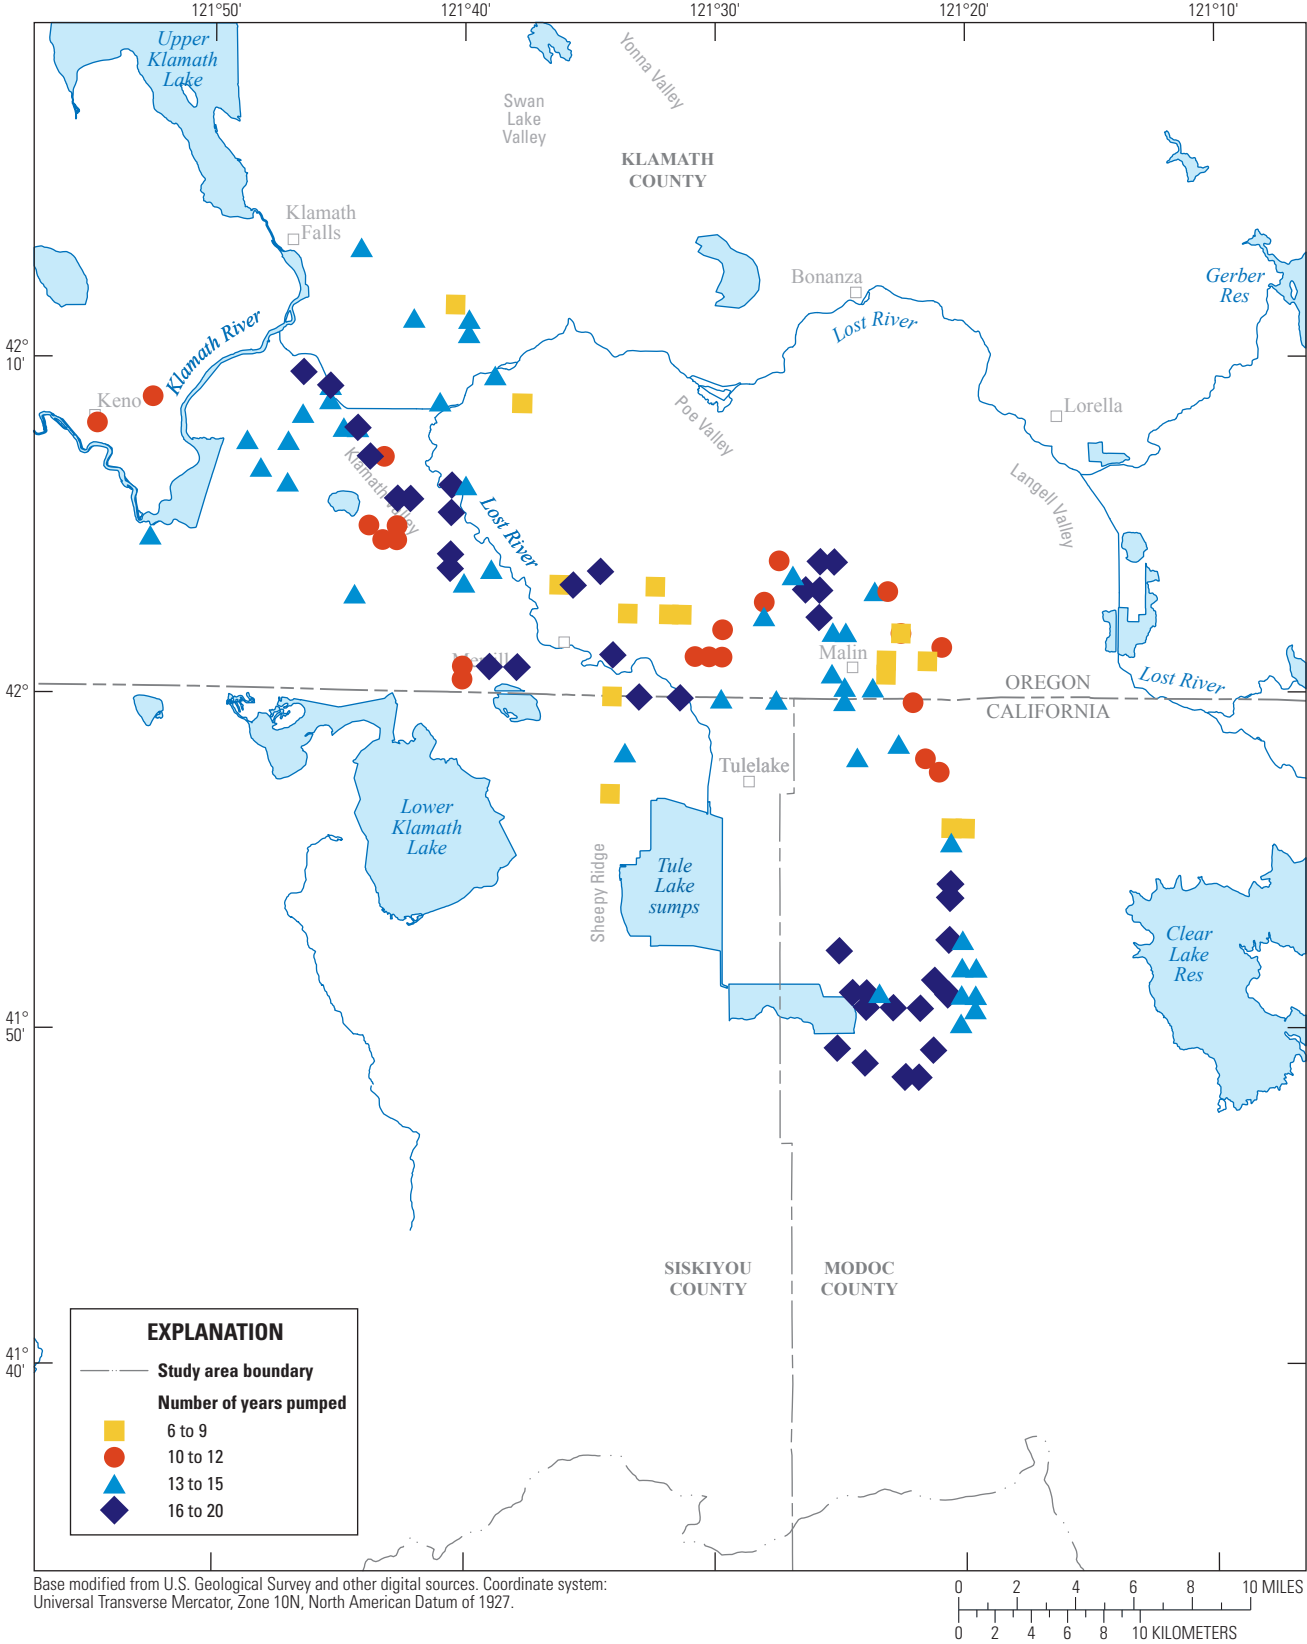 121°50'
121°40'
121°30'
121°20'
121°10'
Upper
Klamath
Lake
Yonna Valley
Swan
Lake
Valley
KLAMATH
COUNTY
Klamath
Falls
Bonanza
Gerber
Res
Lost River
Klamath River
42°
10'
Keno
Poe Valley
Lorella
Klamath Valley
Langell Valley
Lost River
Merrill
Malin
Lost River
42°
OREGON
CALIFORNIA
Tulelake
Lower
Klamath
Lake
Sheepy Ridge
Tule
Lake
sumps
Clear
Lake
Res
41°
50'
SISKIYOU
COUNTY
MODOC
COUNTY
41°
40'
EXPLANATION
Study area boundary
Number of years pumped
6 to 9
10 to 12
13 to 15
16 to 20
Base modified from U.S. Geological Survey and other digital sources. Coordinate system:
Universal Transverse Mercator, Zone 10N, North American Datum of 1927.
0 2 4 6 8 10 MILES
0 2 4 6 8 10 KILOMETERS